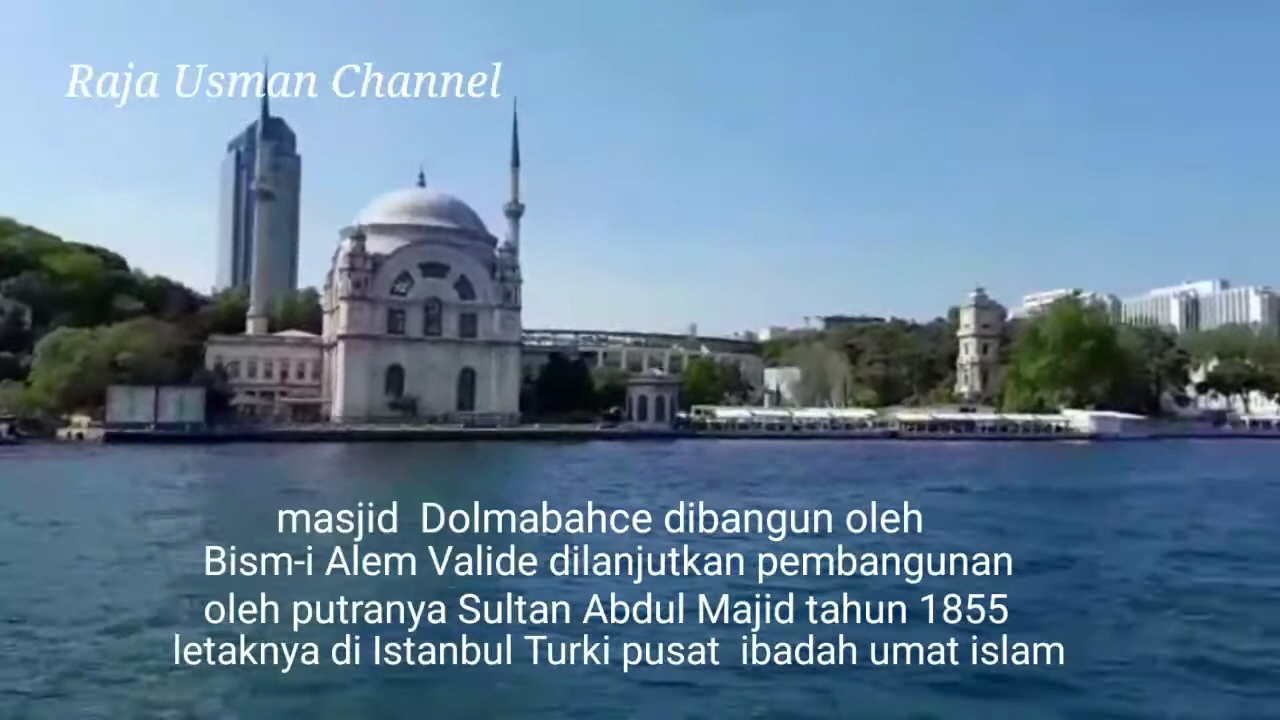 Raja Usman Channel
masjid Dolmabahce dibangun oleh
Bism-i Alem Valide dilanjutkan pembangunan
oleh putranya Sultan Abdul Majid tahun 1855
letaknya di Istanbul Turki pusat ibadah umat islam